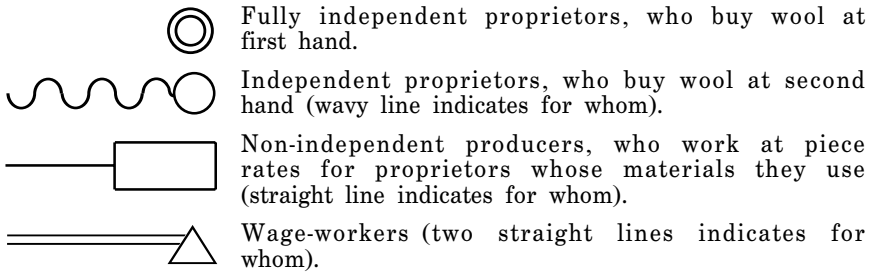 Fully independent proprietors, who buy wool at
first hand.
Independent proprietors, who buy wool at second
hand (wavy line indicates for whom).
Non-independent producers, who work at piece
rates for proprietors whose materials they use
(straight line indicates for whom).
Wage-workers (two straight lines indicates for
whom).